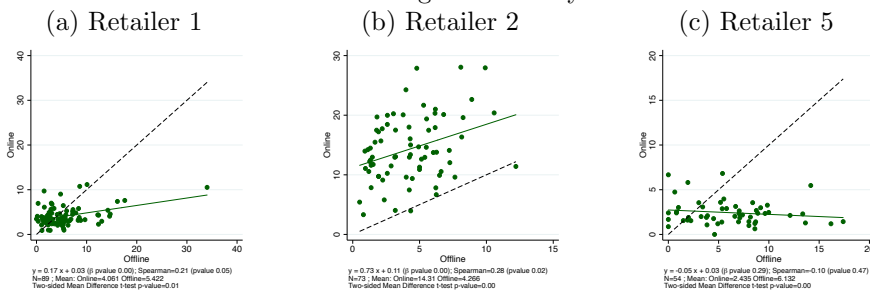 (a) Retailer 1
(b) Retailer 2
(c) Retailer 5
40
30
20
10
0
Online
0 10 20 30 40
Offline
y = 0.17 x + 0.03 (β pvalue 0.00); Spearman=0.21 (pvalue 0.05)
N=89 ; Mean: Online=4.061 Offline=5.422
Two-sided Mean Difference t-test p-value=0.01
30
20
10
0
Online
0 5 10 15
Offline
y = 0.73 x + 0.11 (β pvalue 0.00); Spearman=0.28 (pvalue 0.02)
N=73 ; Mean: Online=14.31 Offline=4.266
Two-sided Mean Difference t-test p-value=0.00
20
15
10
5
0
Online
0 5 10 15 20
Offline
y = -0.05 x + 0.03 (β pvalue 0.29); Spearman=-0.10 (pvalue 0.47)
N=54 ; Mean: Online=2.435 Offline=6.132
Two-sided Mean Difference t-test p-value=0.00